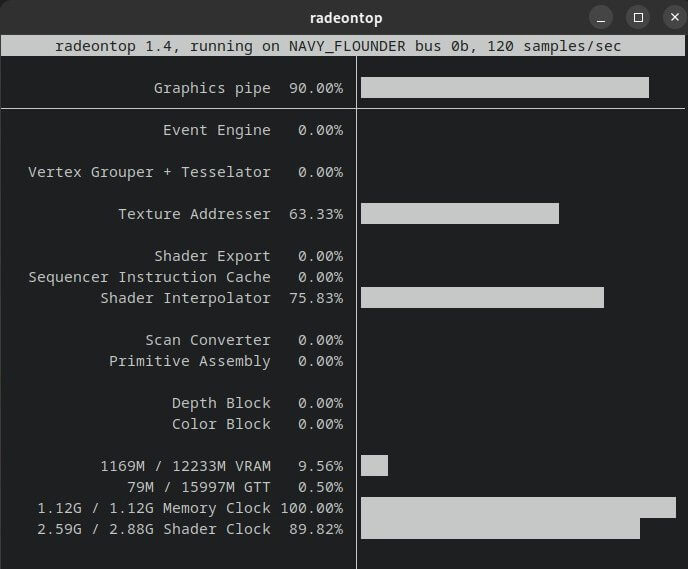 radeontop
radeontop 1.4, running on NAVY_FLOUNDER bus 0b, 120 samples/sec
Graphics pipe 90.00%
Event Engine 0.00%
Vertex Grouper + Tesselator 0.00%
Texture Addresser 63.33%
Shader Export 0.00%
Sequencer Instruction Cache 0.00%
Shader Interpolator 75.83%
Scan Converter 0.00%
Primitive Assembly 0.00%
Depth Block 0.00%
Color Block 0.00%
1169M / 12233M VRAM 9.56%
79M / 15997M GTT 0.50%
1.12G / 1.12G Memory Clock 100.00%
2.59G / 2.88G Shader Clock 89.82%